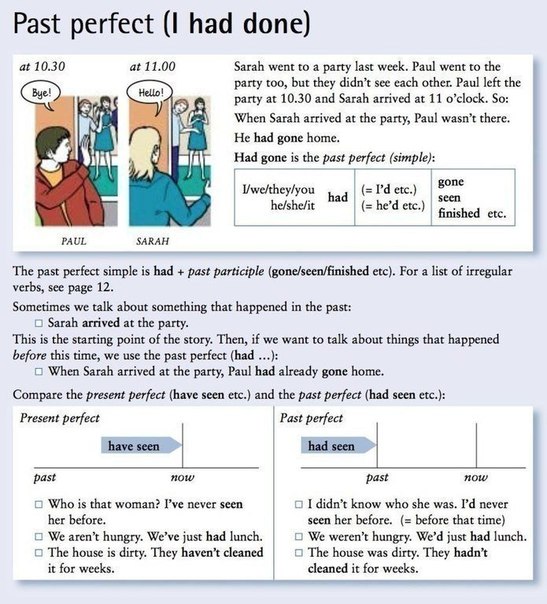 Past perfect (I had done)
at 10.30
at 11.00
Bye!
Hello!
PAUL
SARAH
Sarah went to a party last week. Paul went to the
party too, but they didn't see each other. Paul left the
party at 10.30 and Sarah arrived at 11 o'clock. So:
When Sarah arrived at the party, Paul wasn't there.
He had gone home.
Had gone is the past perfect (simple):
I/we/they/you
he/she/it
had
(= I'd etc.)
(= he'd etc.)
gone
seen
finished etc.
The past perfect simple is had + past participle (gone/seen/finished etc). For a list of irregular
verbs, see page 12.
Sometimes we talk about something that happened in the past:
□ Sarah arrived at the party.
This is the starting point of the story. Then, if we want to talk about things that happened
before this time, we use the past perfect (had ...):
□ When Sarah arrived at the party, Paul had already gone home.
Compare the present perfect (have seen etc.) and the past perfect (had seen etc.):
Present perfect
have seen
past
now
□ Who is that woman? I've never seen
her before.
□ We aren't hungry. We've just had lunch.
□ The house is dirty. They haven't cleaned
it for weeks.
Past perfect
had seen
past
now
□ I didn't know who she was. I'd never
seen her before. (= before that time)
□ We weren't hungry. We'd just had lunch.
□ The house was dirty. They hadn't
cleaned it for weeks.